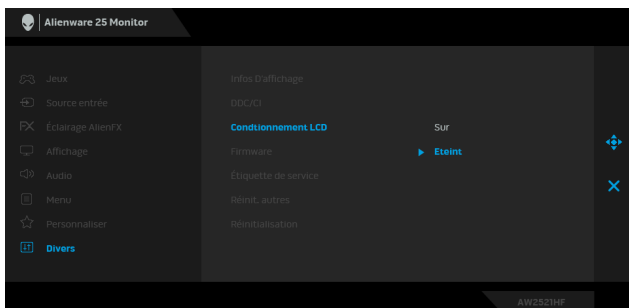 Alienware 25 Monitor
Jeux
Source entrée
Éclairage AlienFX
Affichage
Audio
Menu
Personnaliser
Divers
Infos D'affichage
DDC/CI
Condtionnement LCD
Firmware
Étiquette de service
Réinit. autres
Réinitialisation
Sur
Eteint
AW2521HF